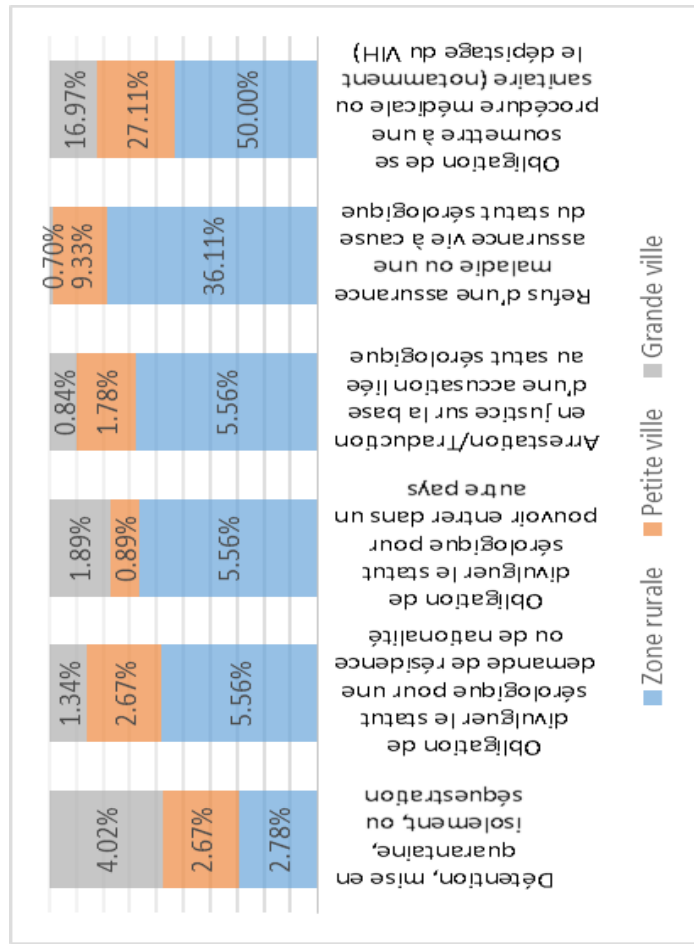 4.02%
2.67%
2.78%
1.34%
2.67%
5.56%
1.89%
0.89%
5.56%
0.84%
1.78%
5.56%
0.70%
9.33%
36.11%
16.97%
27.11%
50.00%
Détention, mise en
quarantaine,
isolement, ou,
séquestration
Obligation de
divulguer le statut
sérologique pour une
demande de résidence
ou de nationalité
Obligation de
divulguer le statut
sérologique pour
pouvoir entrer dans un
autre pays
Arrestation/Traduction
en justice sur la base
d'une accusation liée
au satut sérologique
Refus d'une assurance
maladie ou une
assurance vie à cause
du statut sérologique
Obligation de se
soumettre à une
procédure médicale ou
sanitaire (notamment
le dépistage du VIH)
Zone rurale
Petite ville
Grande ville